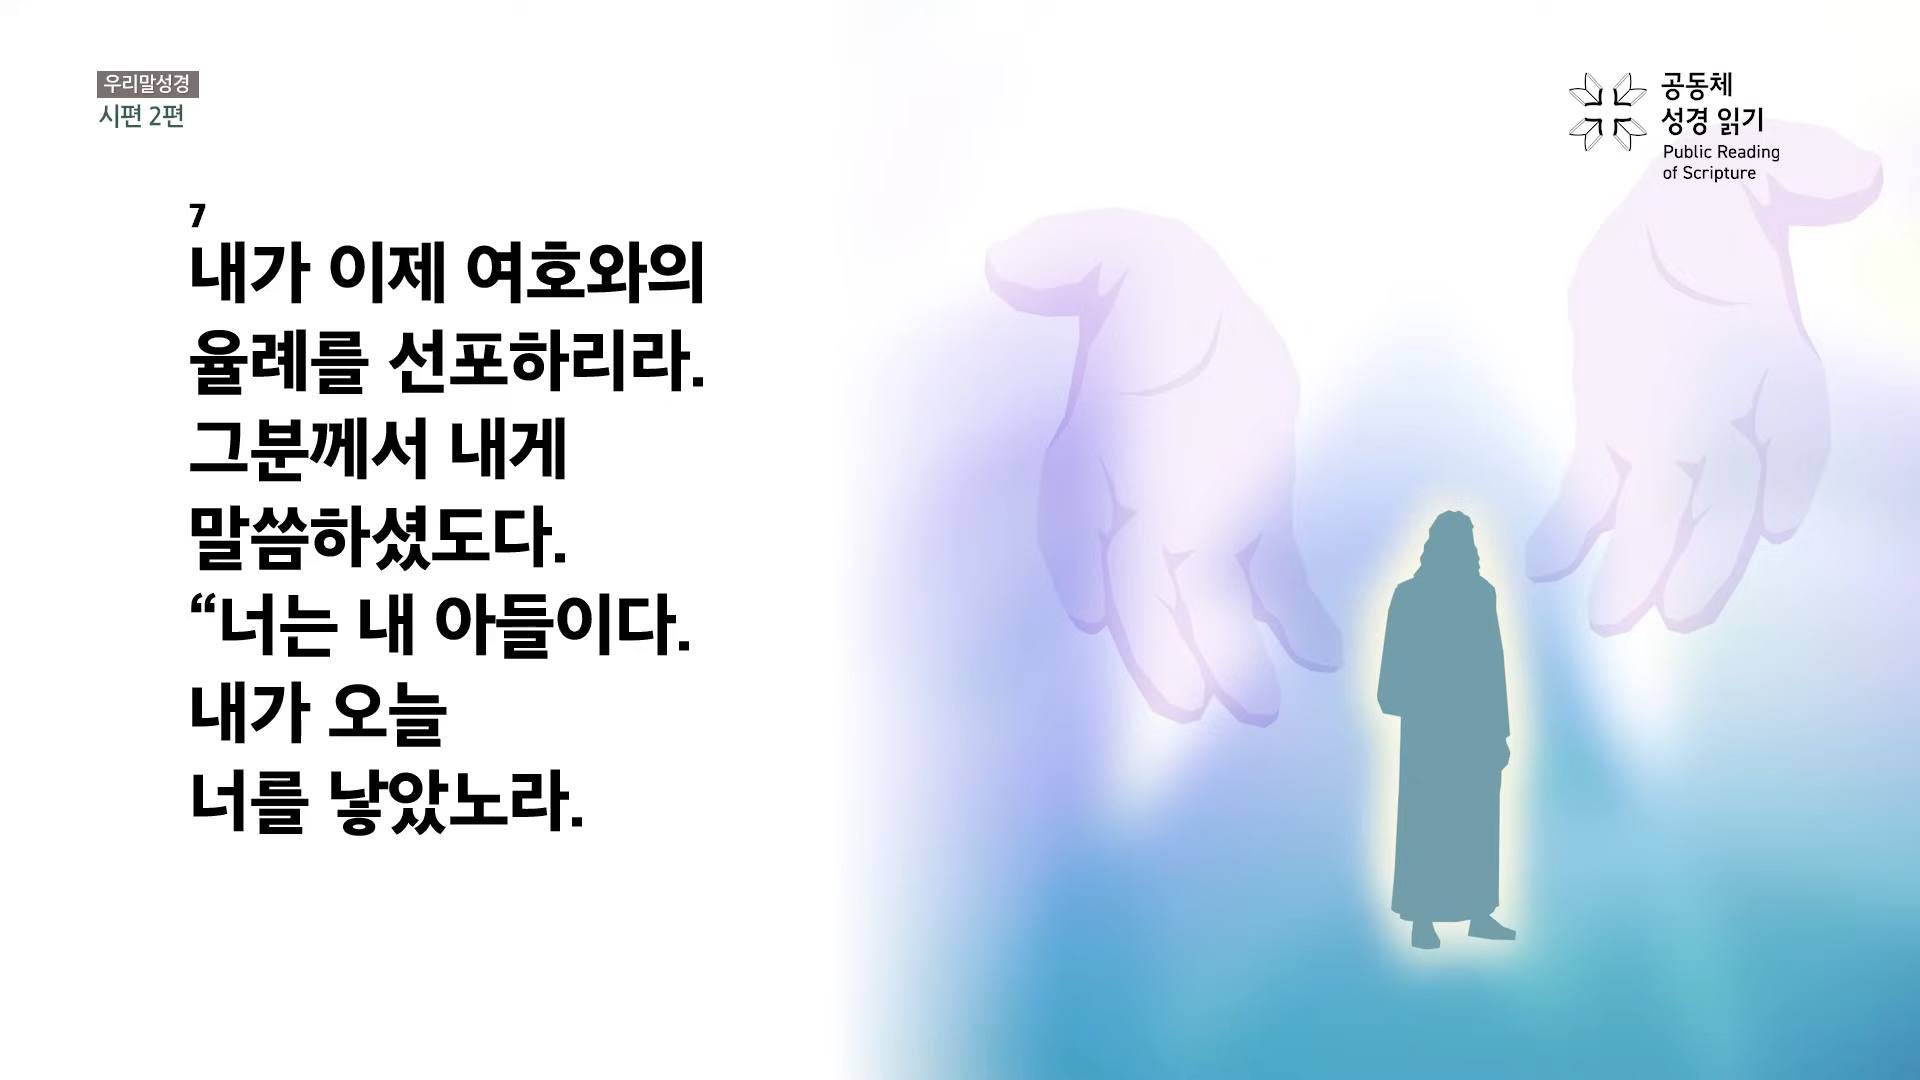 우리말성경
시편 2편
공동체
성경 읽기
Public Reading
of Scripture
7
내가 이제 여호와의
율례를 선포하리라.
그분께서 내게
말씀하셨도다.
“너는 내 아들이다.
내가 오늘
너를 낳았노라.